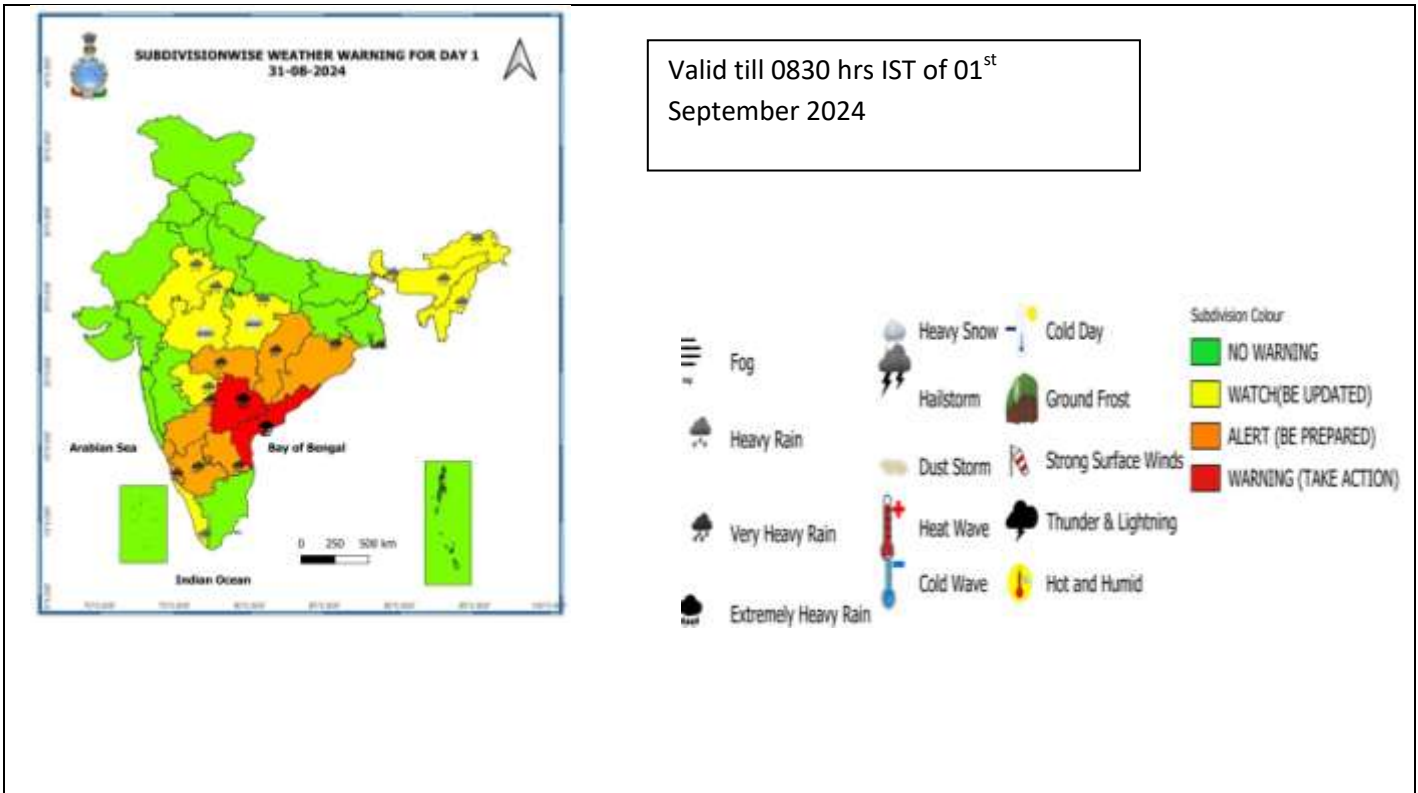 SUBDIVISIONWISE WEATHER WARNING FOR DAY 1
31-08-2024
Arabian Sea
Bay of Bengal
0 250 500 km
Indian Ocean
Valid till 0830 hrs IST of 01st
September 2024
Fog
Heavy Rain
Very Heavy Rain
Extremely Heavy Rain
Heavy Snow
Hailstorm
Dust Storm
Heat Wave
Cold Wave
Cold Day
Ground Frost
Strong Surface Winds
Thunder & Lightning
Hot and Humid
Subdivision Colour
NO WARNING
WATCH(BE UPDATED)
ALERT (BE PREPARED)
WARNING (TAKE ACTION)